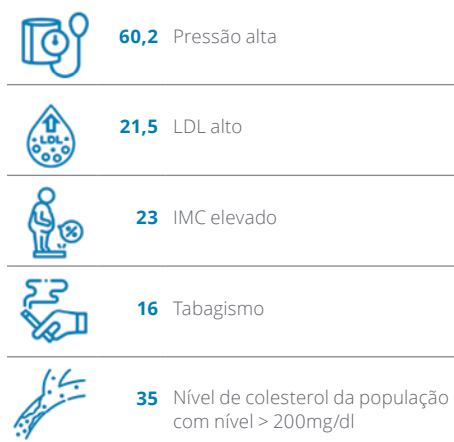 60,2 Pressão alta
LDL
21,5 LDL alto
%
23 IMC elevado
16 Tabagismo
35 Nível de colesterol da população
com nível > 200mg/dl